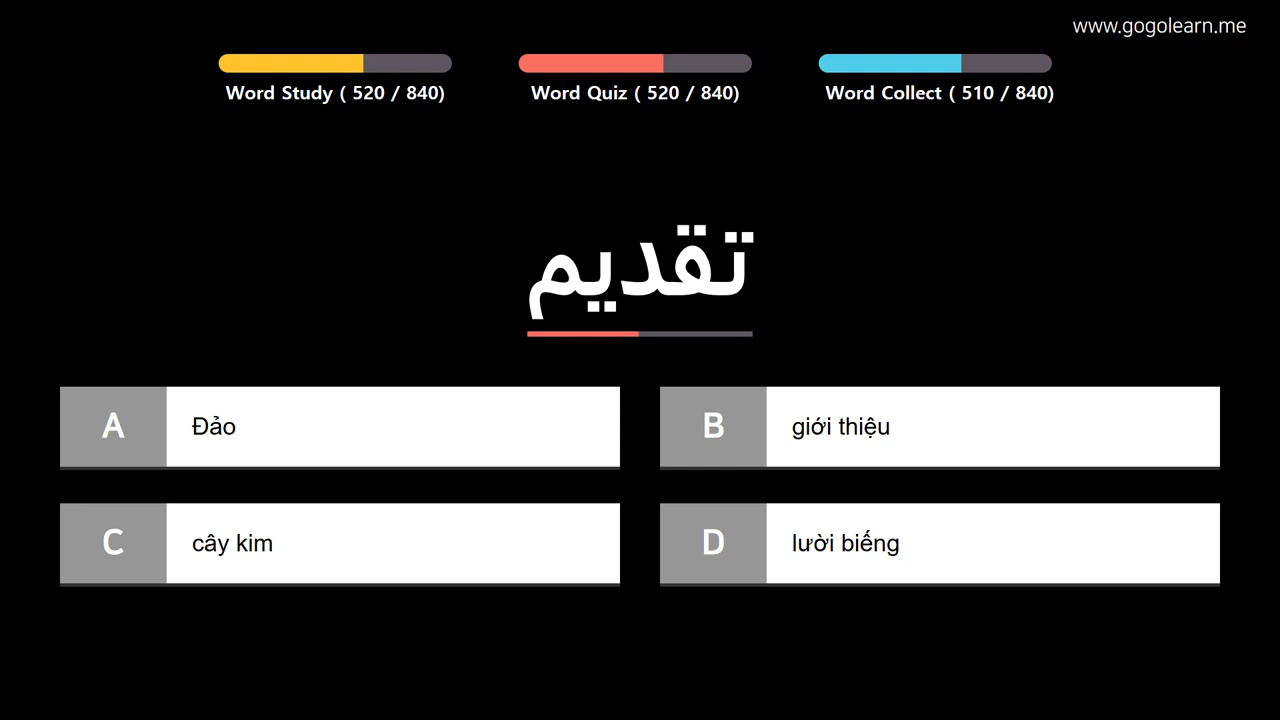 www.gogolearn.me
Word Study ( 520 / 840)
Word Quiz ( 520 / 840)
Word Collect ( 510 / 840)
تقديم
A
Đảo
B
giới thiệu
C
cây kim
D
lười biếng